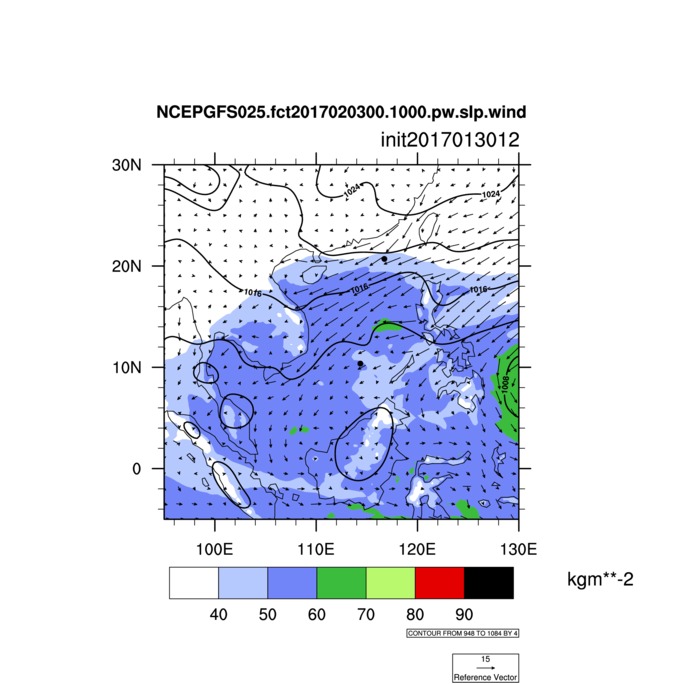 NCEPGFS025.fct2017020300.1000.pw.slp.wind
init2017013012
30N
1024
1024
20N
1016
1016
1016
10N
1008
0
100E 110E 120E 130E
kgm**-2
40 50 60 70 80 90
CONTOUR FROM 948 TO 1084 BY 4
15
Reference Vector